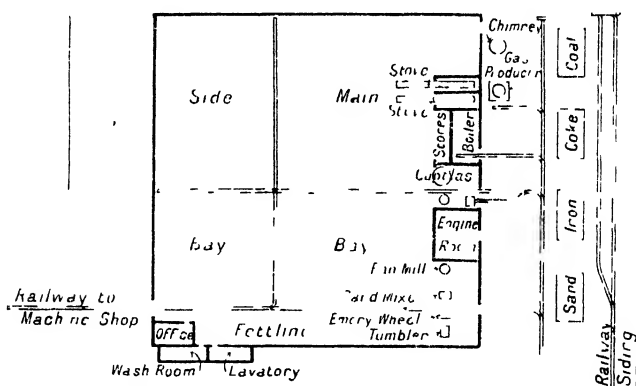 Chimney
Gas
Producer
Coal
Stove
Stove
Side
Main
Stores
Boiler
Coke
Cupolas
Iron
Engine
Room
Bay
Bay
Pan Mill
Sand
Railway to
Machine Shop
Sand Mixer
Emery Wheel
Tumbler
Office
Fettling
Wash Room
Lavatory
Railway
Siding